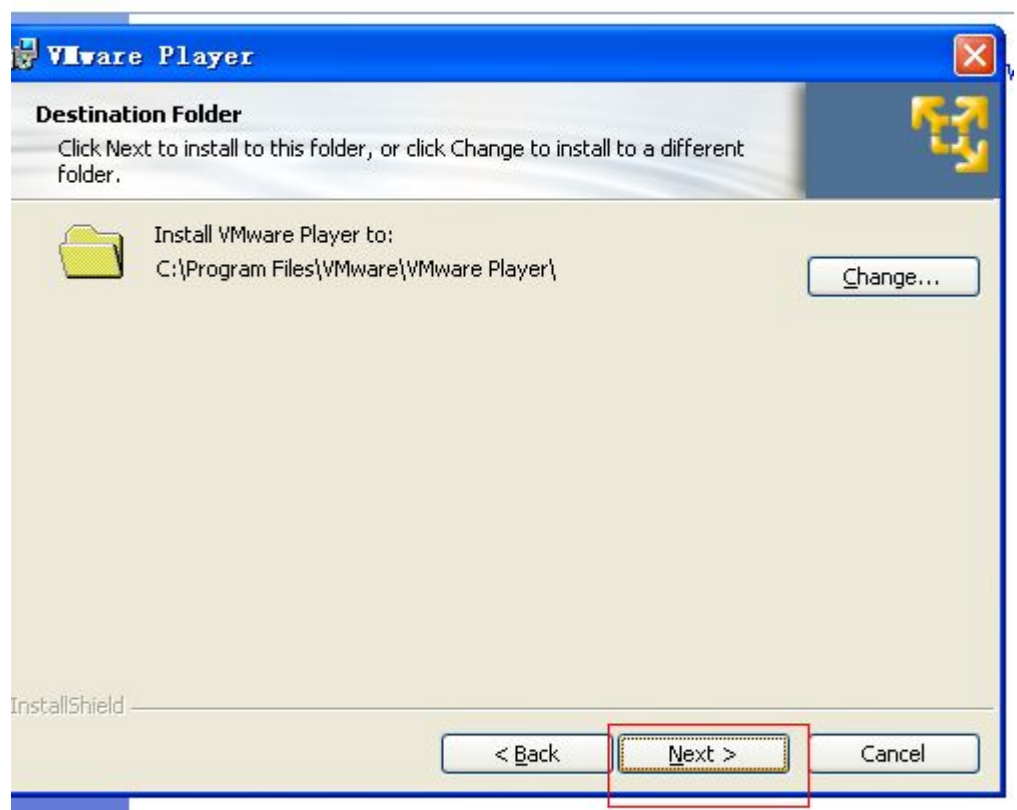 VMware Player
Destination Folder
Click Next to install to this folder, or click Change to install to a different
folder.
Install VMware Player to:
C:\Program Files\VMware\VMware Player\
Change...
InstallShield
< Back
Next >
Cancel